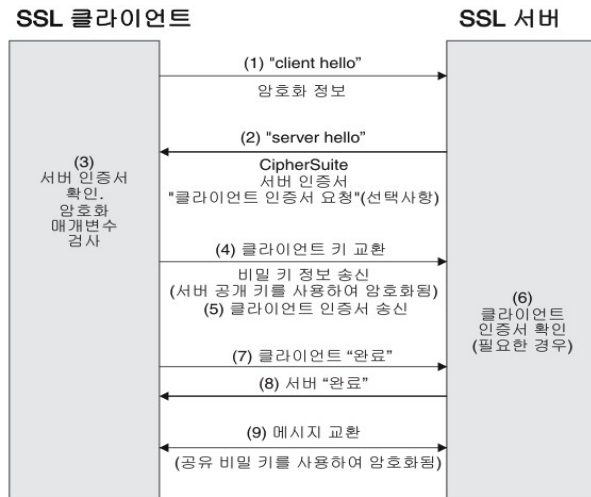 SSL 클라이언트
SSL 서버
(1) "client hello"
암호화 정보
(2) "server hello"
CipherSuite
서버 인증서
"클라이언트 인증서 요청"(선택사항)
(3)
서버 인증서
확인.
암호화
매개변수
검사
(4) 클라이언트 키 교환
비밀 키 정보 송신
(서버 공개 키를 사용하여 암호화됨)
(5) 클라이언트 인증서 송신
(6)
클라이언트
인증서 확인
(필요한 경우)
(7) 클라이언트 “완료”
(8) 서버 “완료”
(9) 메시지 교환
(공유 비밀 키를 사용하여 암호화됨)